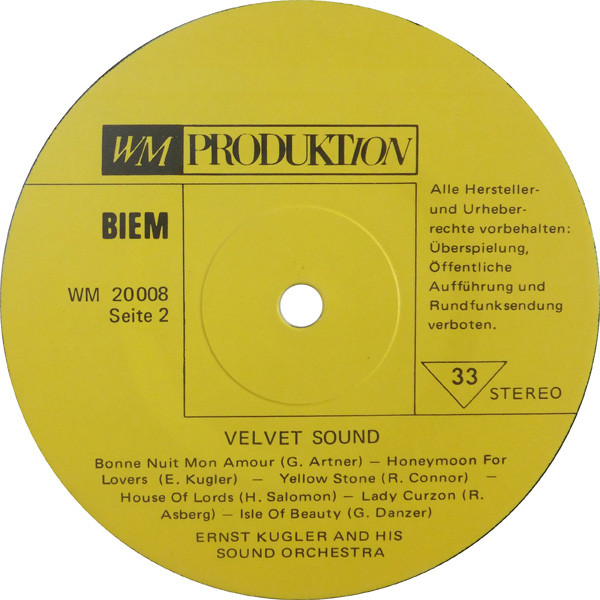 WM PRODUKTION
BIEM
WM 20008
Seite 2
Alle Hersteller-
und Urheber-
rechte vorbehalten:
Überspielung,
Öffentliche
Aufführung und
Rundfunksendung
verboten.
33
STEREO
VELVET SOUND
Bonne Nuit Mon Amour (G. Artner) – Honeymoon For
Lovers (E. Kugler) – Yellow Stone (R. Connor) –
House Of Lords (H. Salomon) – Lady Curzon (R.
Asberg) – Isle Of Beauty (G. Danzer)
ERNST KUGLER AND HIS
SOUND ORCHESTRA